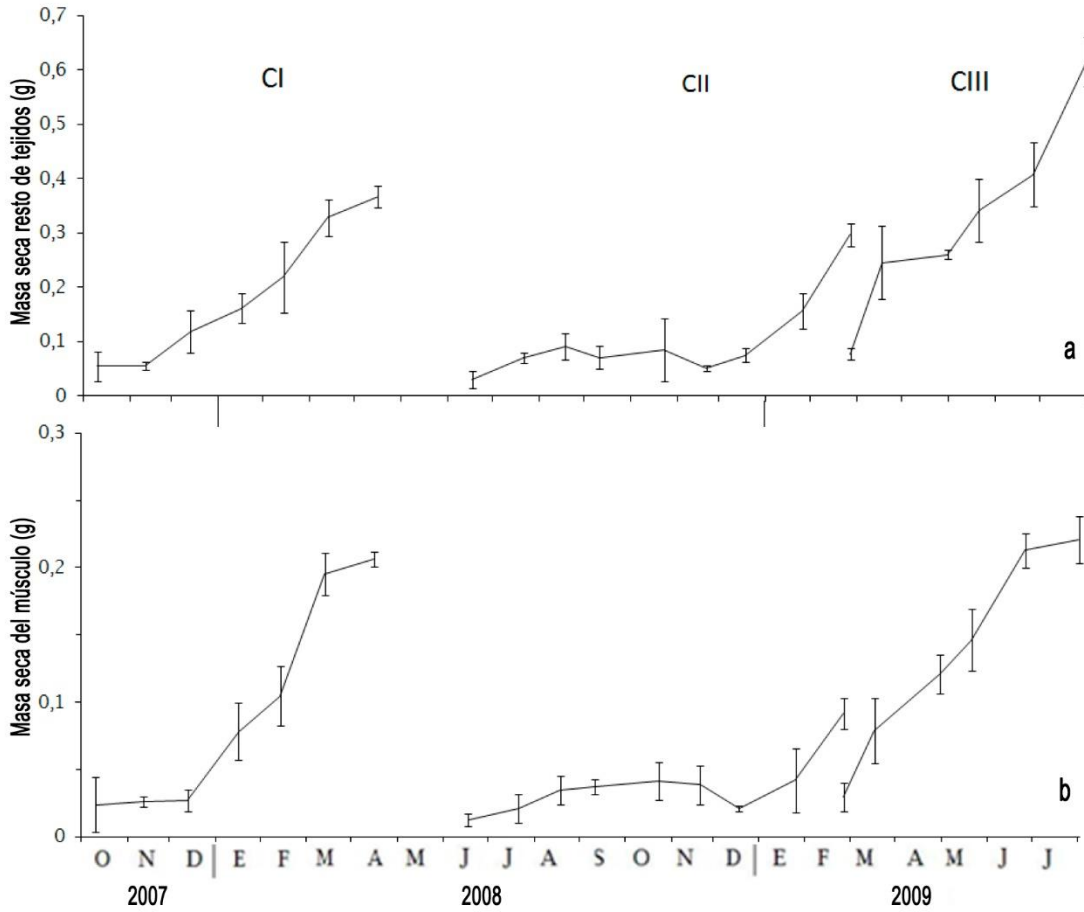 Masa seca resto de tejidos (g)
0,7
0,6
0,5
0,4
0,3
0,2
0,1
0
CI
CII
CIII
a
Masa seca del músculo (g)
0,3
0,2
0,1
0
b
O N D E F M A M J J A S O N D E F M A M J J
2007 2008 2009